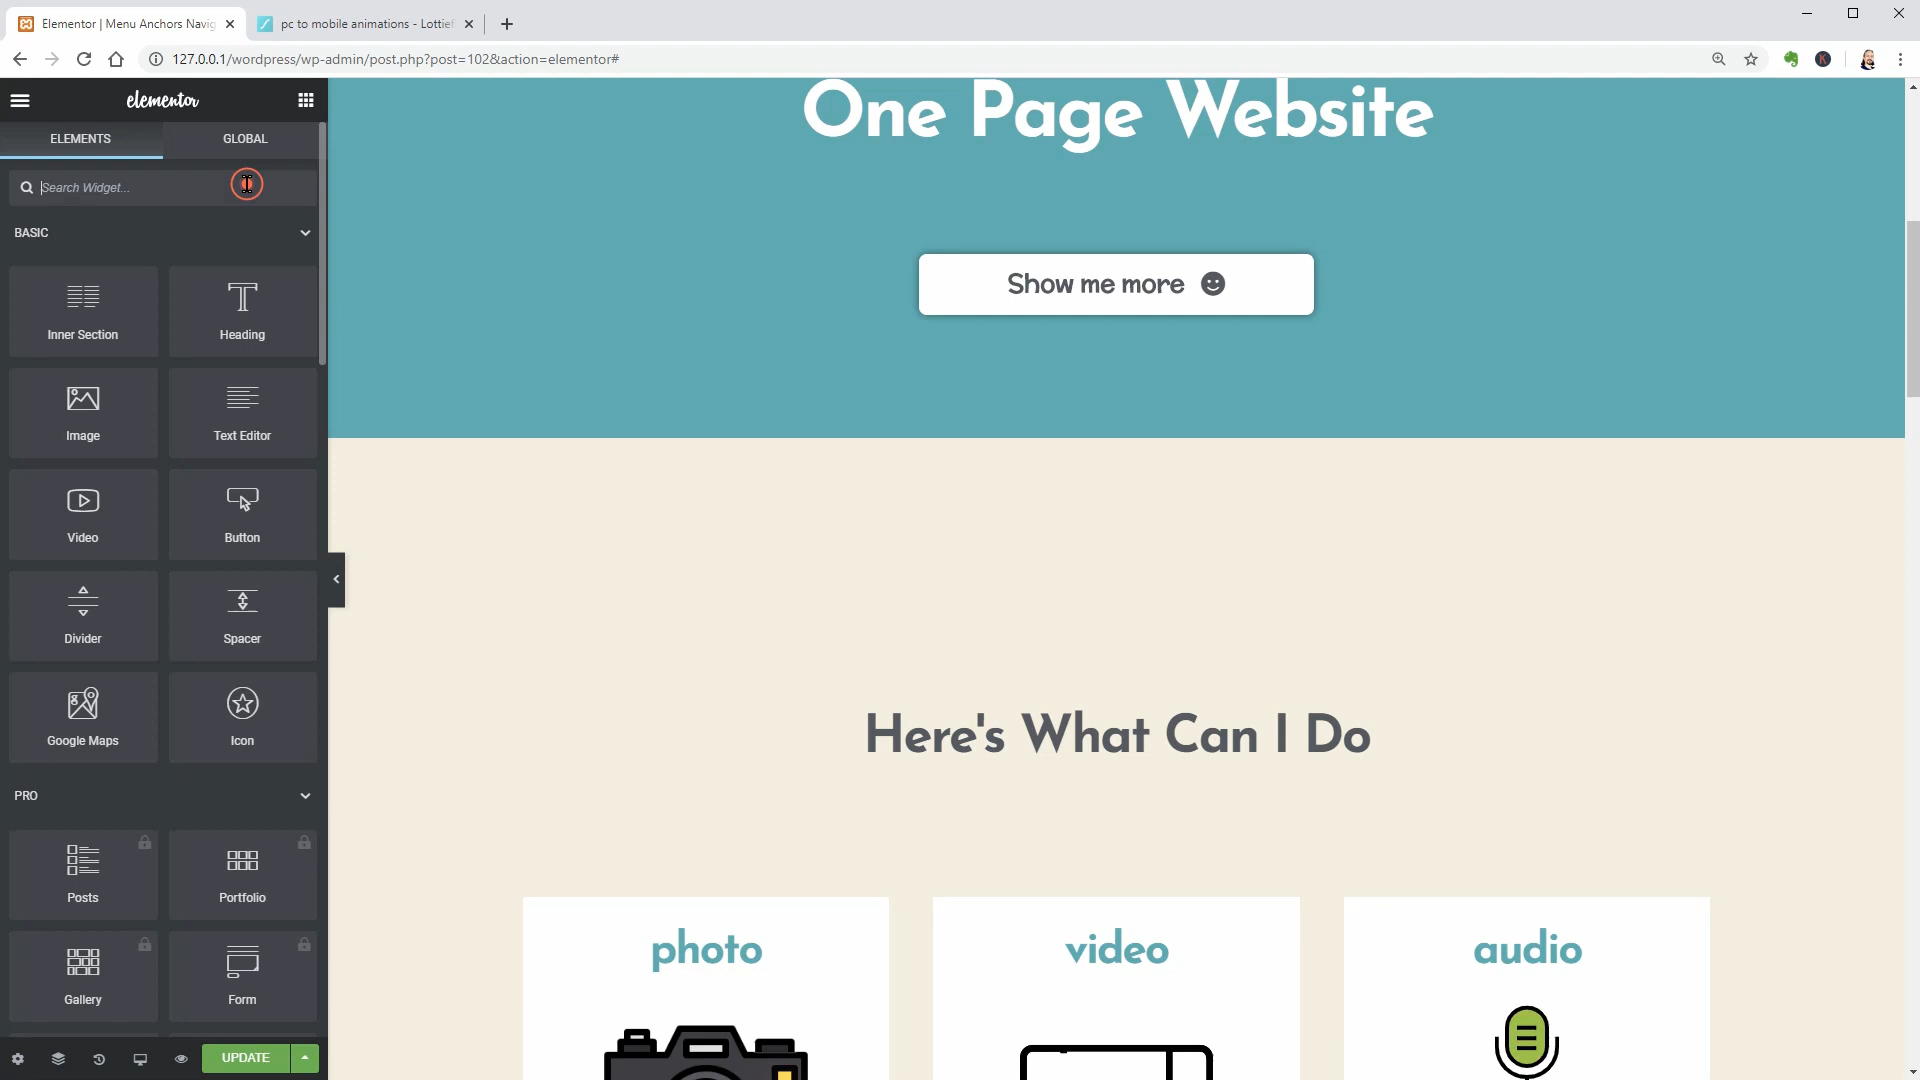 Elementor | Menu Anchors Navig
pc to mobile animations - Lottief
127.0.0.1/wordpress/wp-admin/post.php?post=102&action=elementor#
K
elementor
ELEMENTS
GLOBAL
Search Widget...
BASIC
Inner Section
Heading
Image
Text Editor
Video
Button
Divider
Spacer
Google Maps
Icon
PRO
Posts
Portfolio
Gallery
Form
UPDATE
One Page Website
Show me more
Here's What Can I Do
photo
video
audio